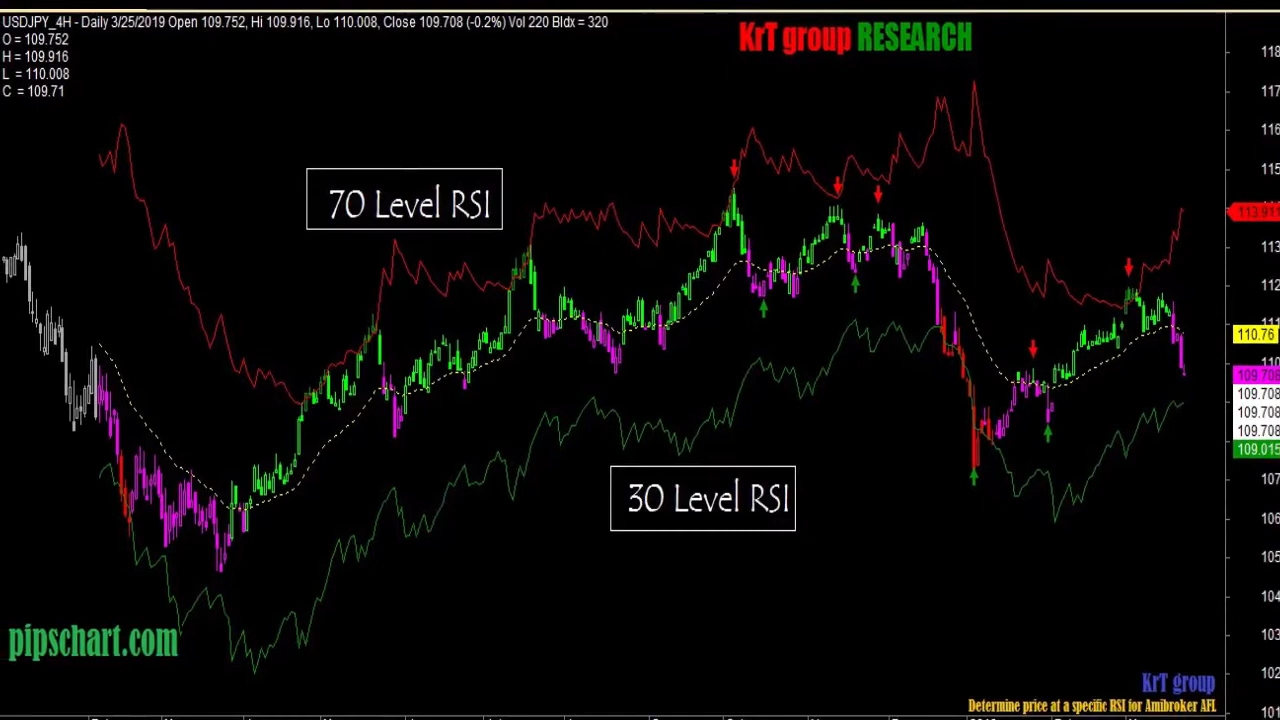 USDJPY_4H - Daily 3/25/2019 Open 109.752, Hi 109.916, Lo 110.008, Close 109.708 (-0.2%) Vol 220 BIdx = 320
O = 109.752
H = 109.916
L = 110.008
C = 109.71
KrT group RESEARCH
70 Level RSI
30 Level RSI
118
117
116
115
113.911
113
112
110.76
109.708
109.708
109.708
109.708
109.015
107
106
105
104
103
102
pipschart.com
KrT group
Determine price at a specific RSI for Amibroker AFL